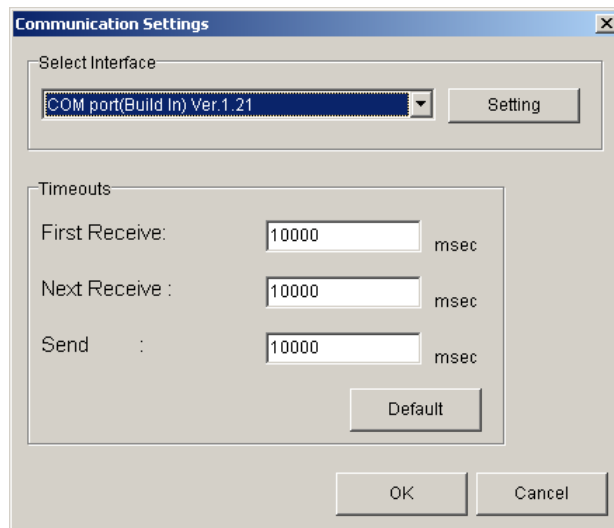 Communication Settings
Select Interface
COM port(Build In) Ver.1.21
Setting
Timeouts
First Receive: 10000 msec
Next Receive : 10000 msec
Send : 10000 msec
Default
OK Cancel